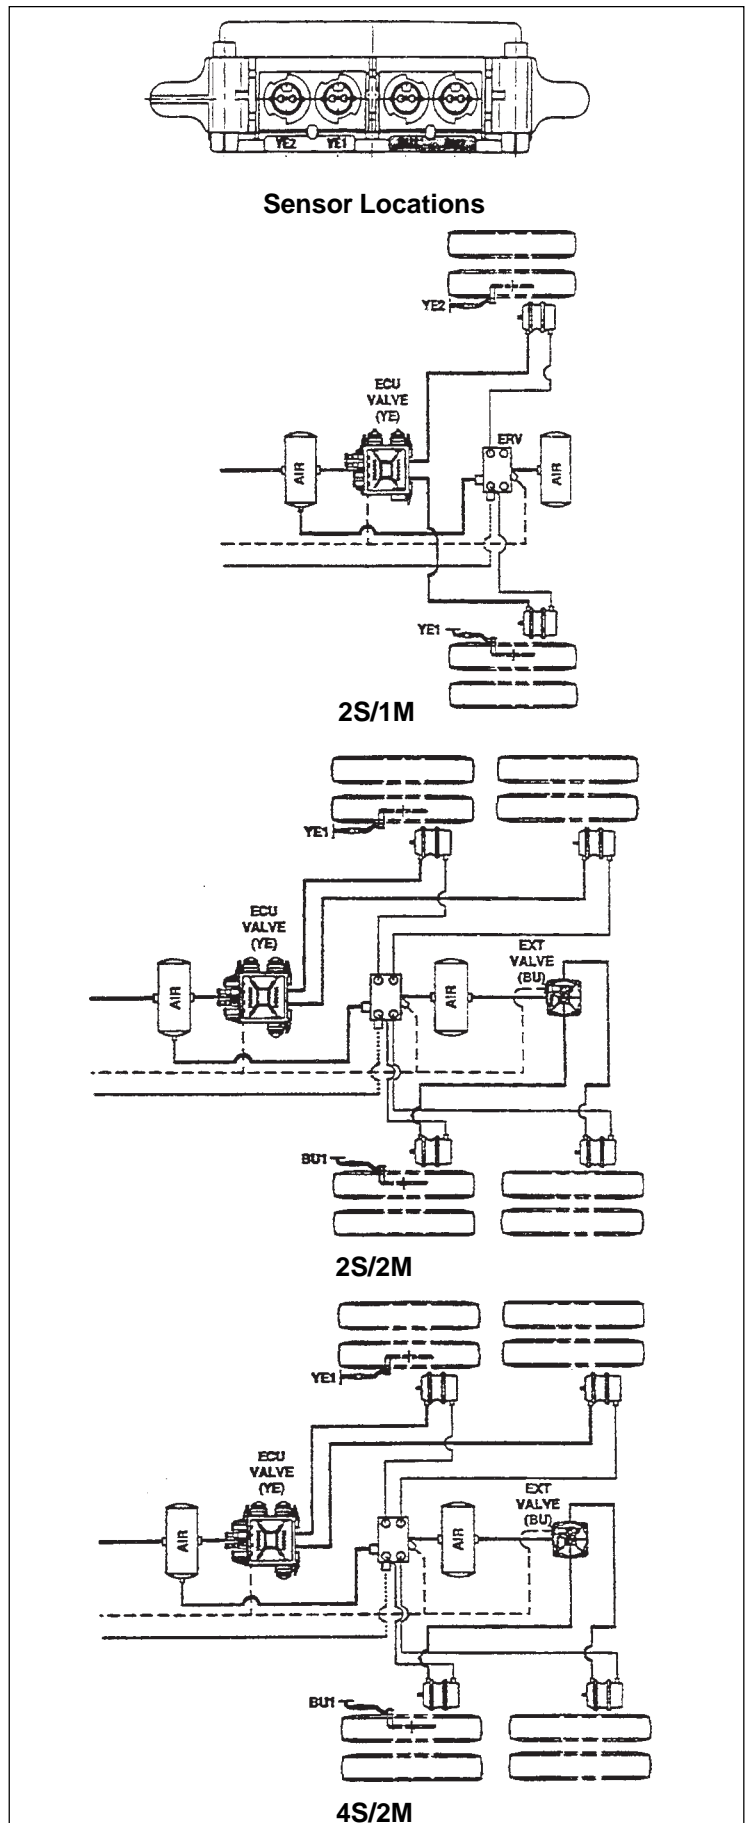 YE2 YE1 BU1 BU2
Sensor Locations
YE2
ECU
VALVE
(YE)
ERV
AIR
AIR
YE1
2S/1M
YE1
ECU
VALVE
(YE)
EXT
VALVE
(BU)
AIR
AIR
BU1
2S/2M
YE1
ECU
VALVE
(YE)
EXT
VALVE
(BU)
AIR
AIR
BU1
4S/2M